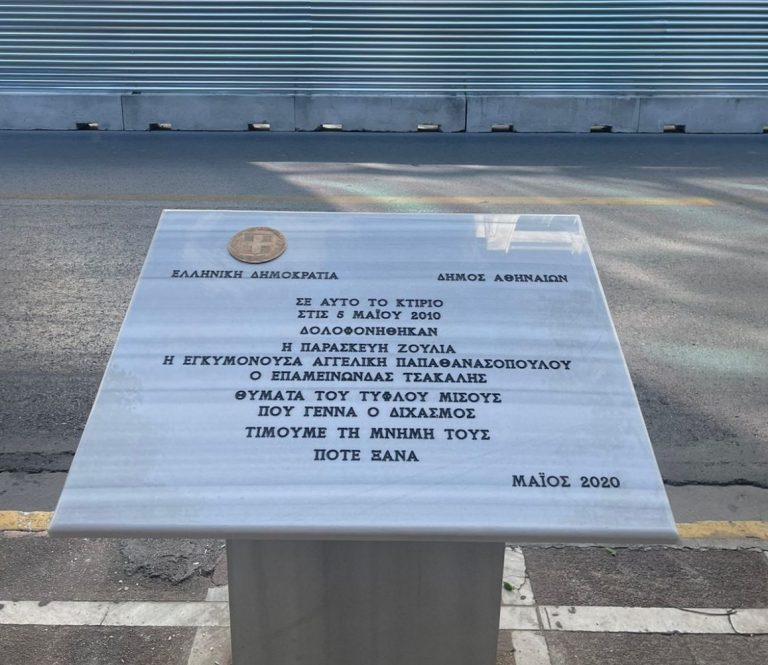 ΕΛΛΗΝΙΚΗ ΔΗΜΟΚΡΑΤΙΑ
ΔΗΜΟΣ ΑΘΗΝΑΙΩΝ
ΣΕ ΑΥΤΟ ΤΟ ΚΤΙΡΙΟ
ΣΤΙΣ 5 ΜΑΪΟΥ 2010
ΔΟΛΟΦΟΝΗΘΗΚΑΝ
Η ΠΑΡΑΣΚΕΥΗ ΖΟΥΛΙΑ
Η ΕΓΚΥΜΟΝΟΥΣΑ ΑΓΓΕΛΙΚΗ ΠΑΠΑΘΑΝΑΣΟΠΟΥΛΟΥ
Ο ΕΠΑΜΕΙΝΩΝΔΑΣ ΤΣΑΚΑΛΗΣ
ΘΥΜΑΤΑ ΤΟΥ ΤΥΦΛΟΥ ΜΙΣΟΥΣ
ΠΟΥ ΓΕΝΝΑ Ο ΔΙΧΑΣΜΟΣ
ΤΙΜΟΥΜΕ ΤΗ ΜΝΗΜΗ ΤΟΥΣ
ΠΟΤΕ ΞΑΝΑ
ΜΑΪΟΣ 2020